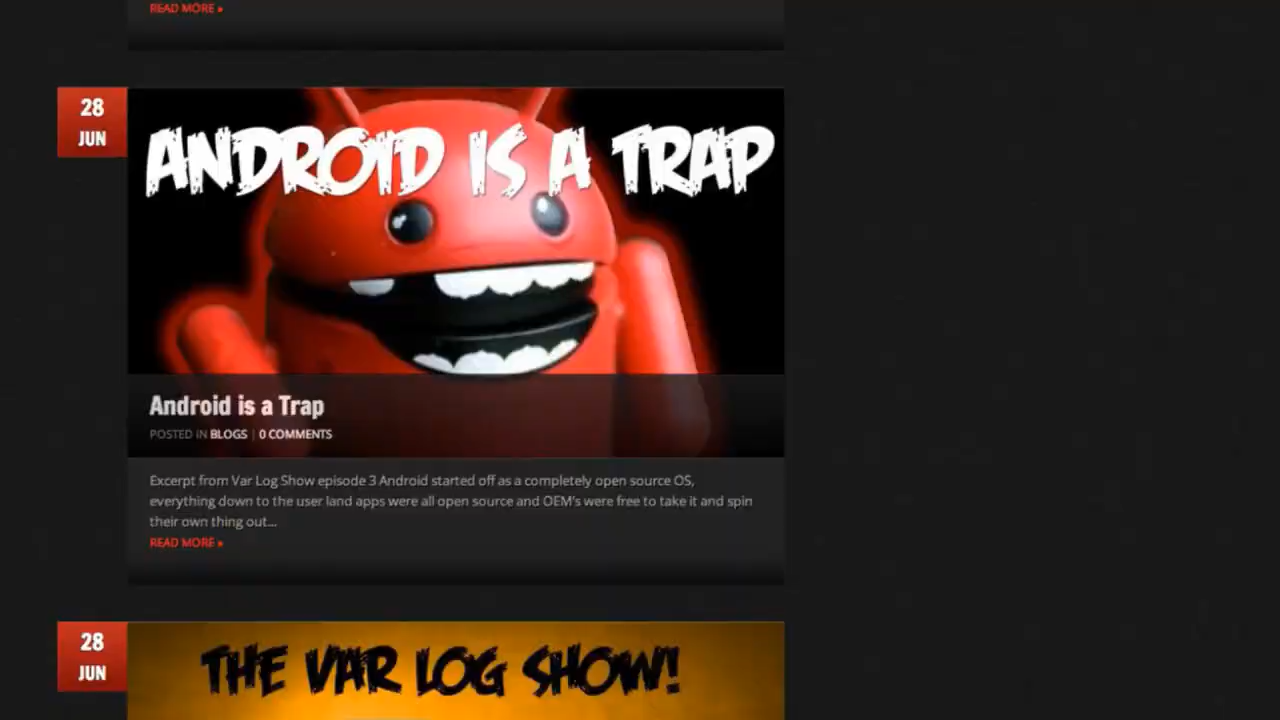 READ MORE »
28
JUN
ANDROID IS A TRAP
Android is a Trap
POSTED IN BLOGS | 0 COMMENTS
Excerpt from Var Log Show episode 3 Android started off as a completely open source OS,
everything down to the user land apps were all open source and OEM's were free to take it and spin
their own thing out...
READ MORE »
28
JUN
THE VAR LOG SHOW!